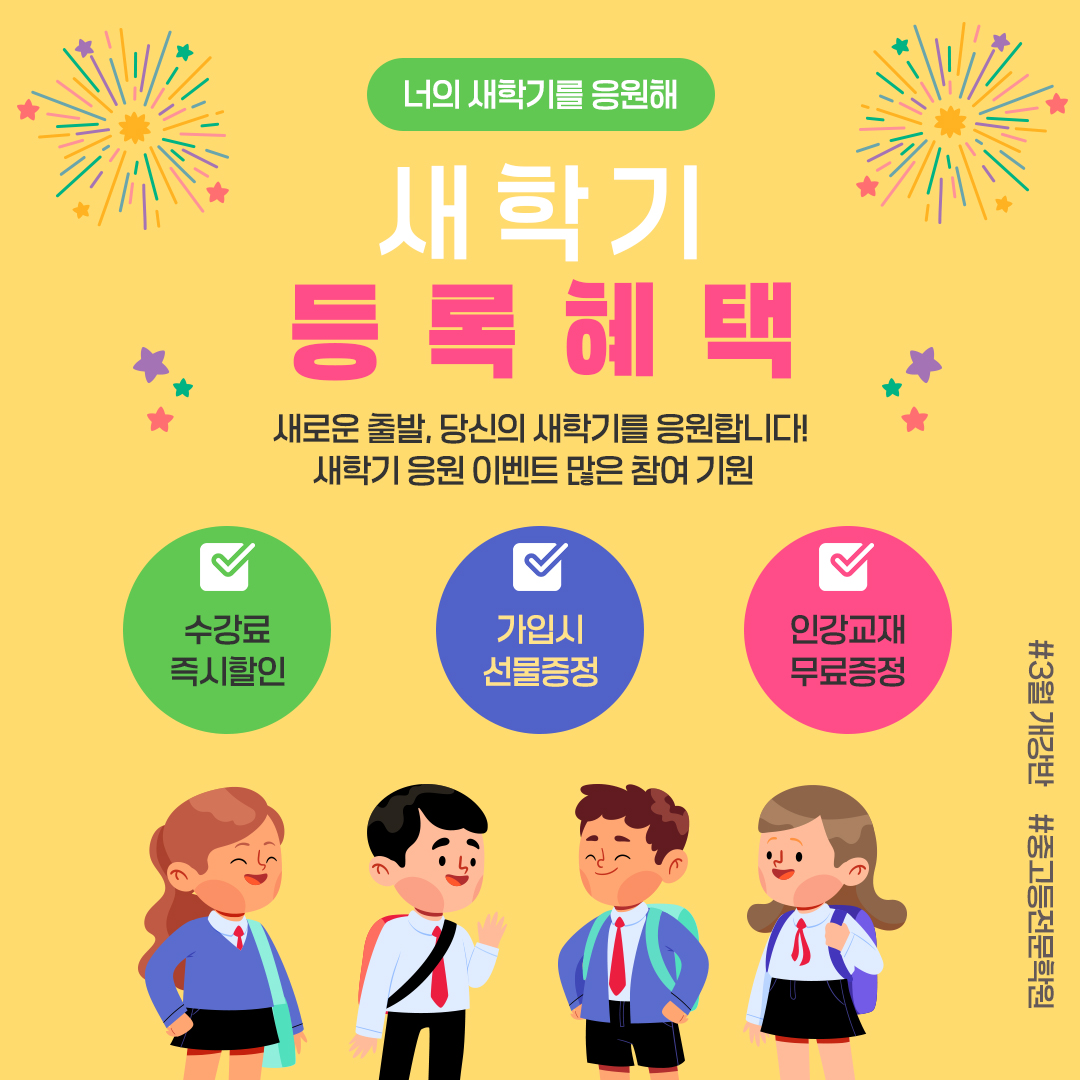 너의 새학기를 응원해
새학기
등록혜택
새로운 출발, 당신의 새학기를 응원합니다!
새학기 응원 이벤트 많은 참여 기원
수강료
즉시할인
가입시
선물증정
인강교재
무료증정
#3월 개강반 #중고등전문학원